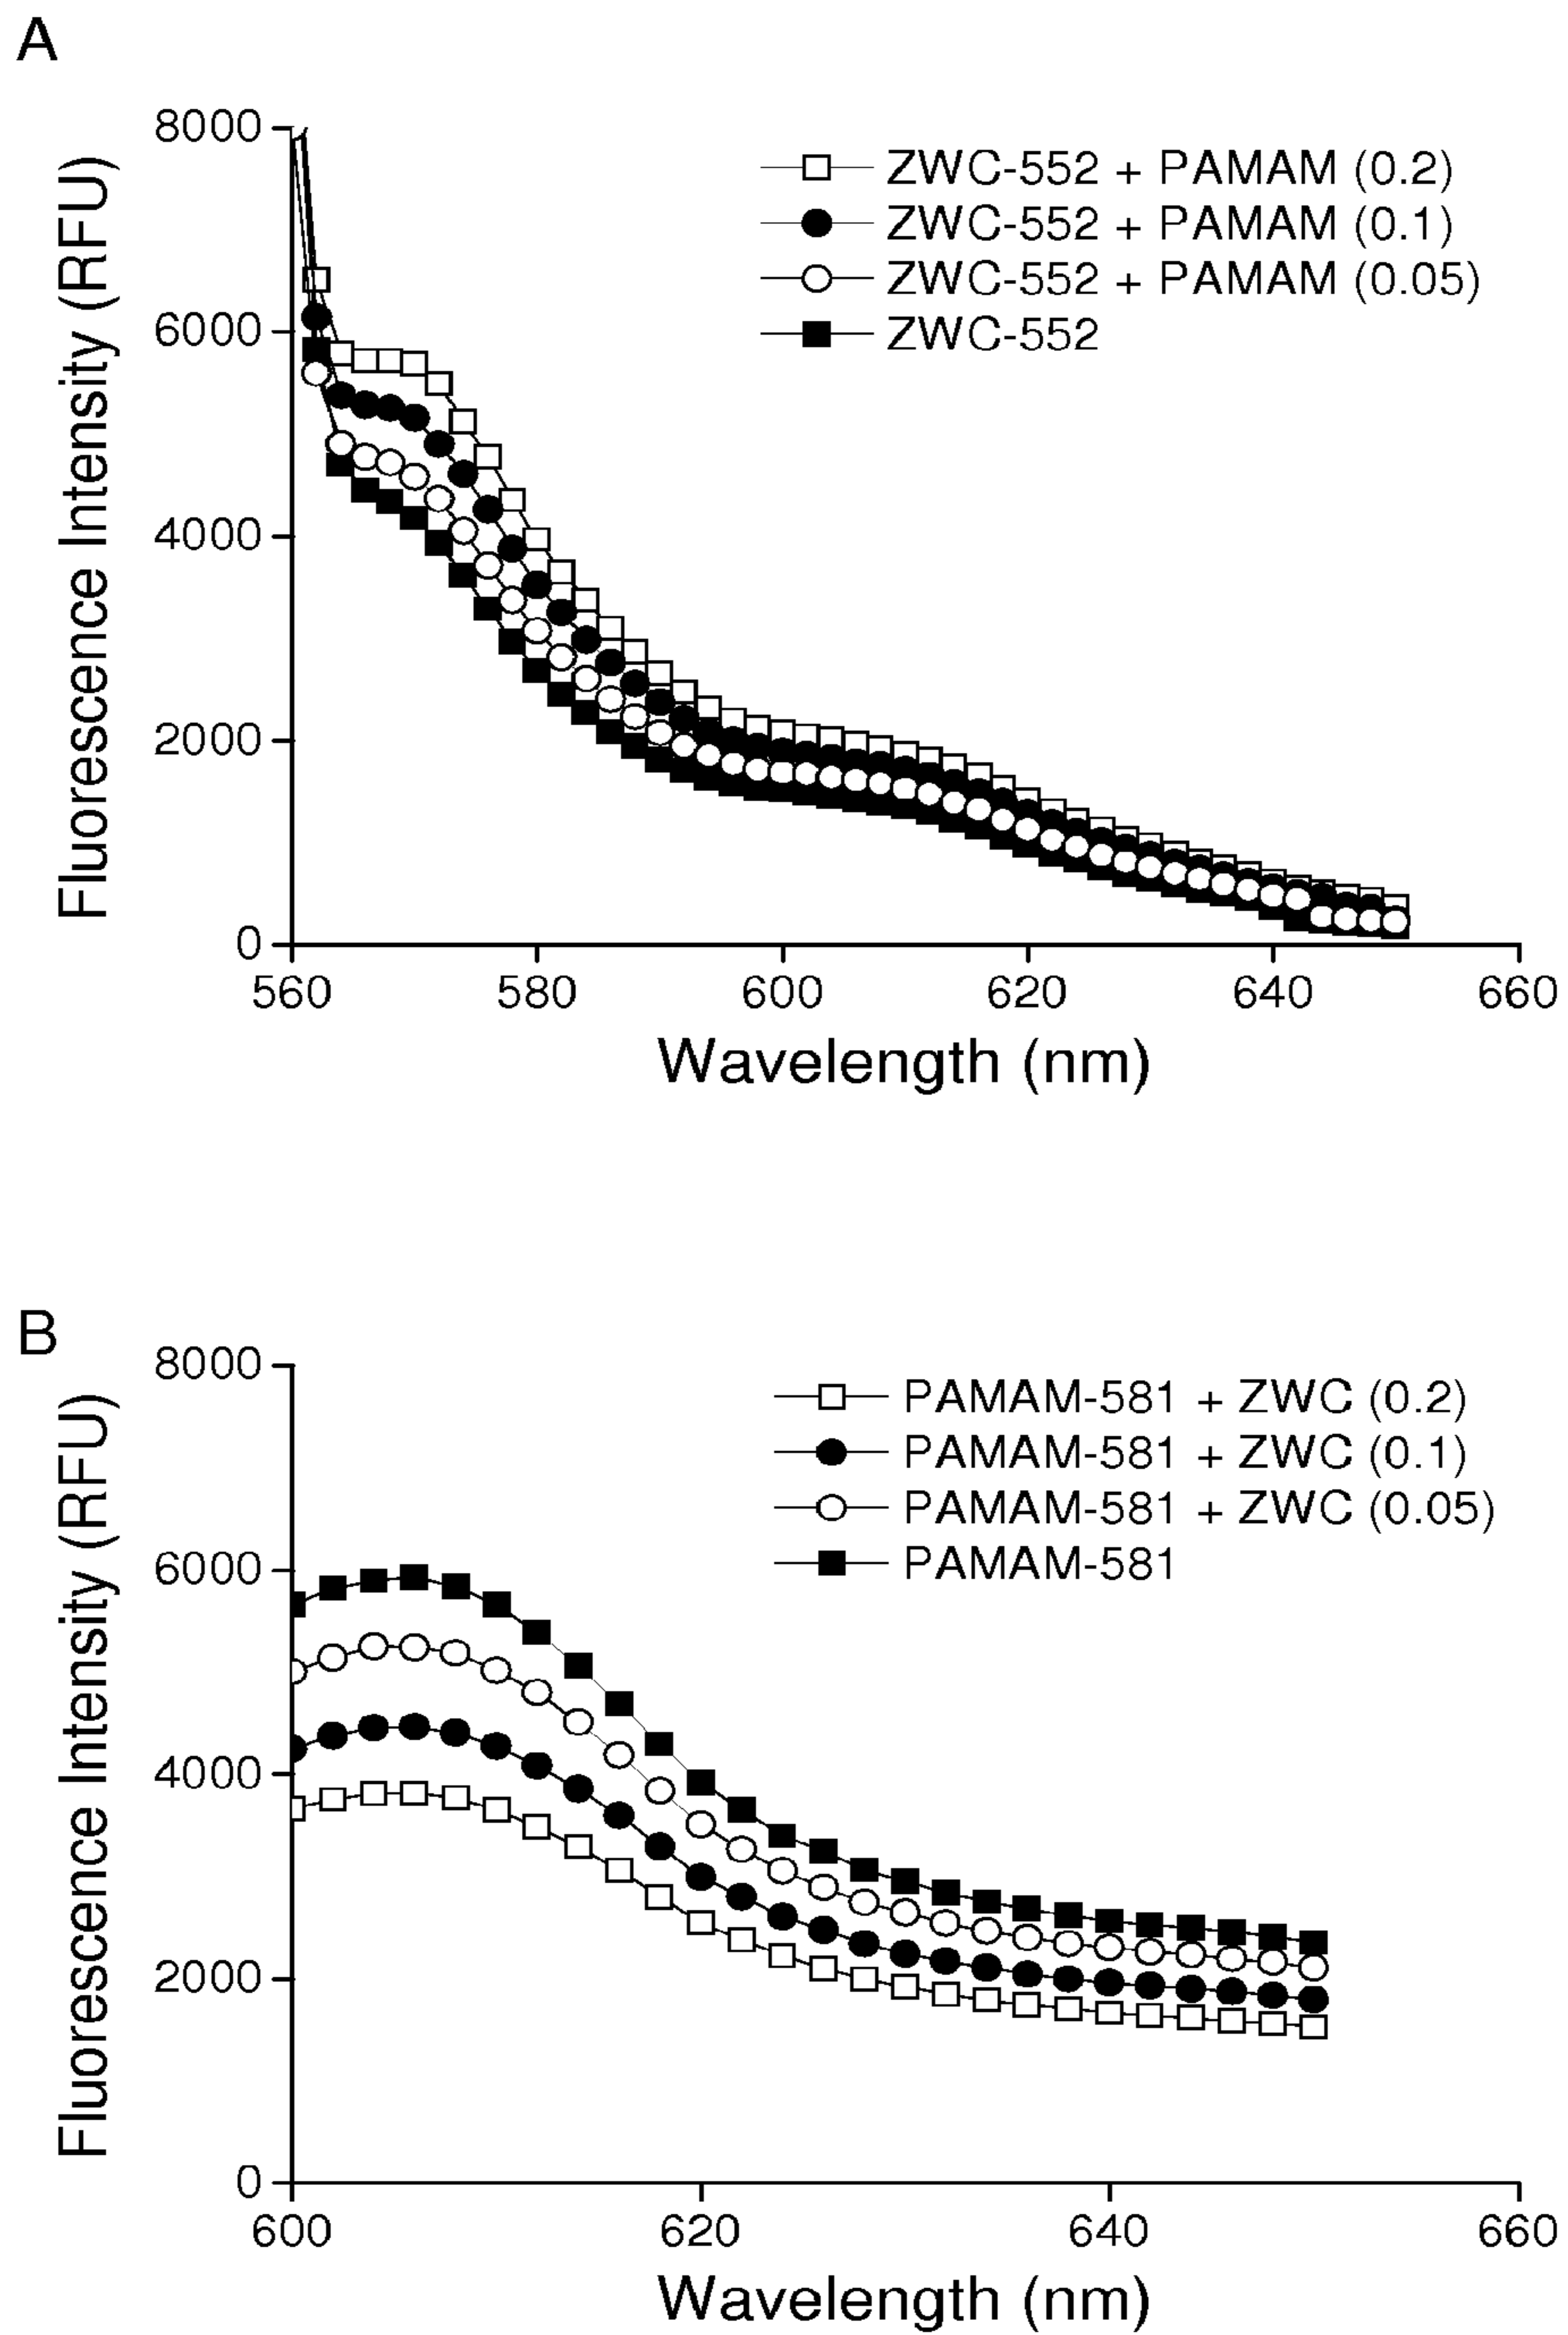 A
8000
6000
4000
2000
0
Fluorescence Intensity (RFU)
ZWC-552 + PAMAM (0.2)
ZWC-552 + PAMAM (0.1)
ZWC-552 + PAMAM (0.05)
ZWC-552
560 580 600 620 640 660
Wavelength (nm)
B
8000
6000
4000
2000
0
Fluorescence Intensity (RFU)
PAMAM-581 + ZWC (0.2)
PAMAM-581 + ZWC (0.1)
PAMAM-581 + ZWC (0.05)
PAMAM-581
600 620 640 660
Wavelength (nm)